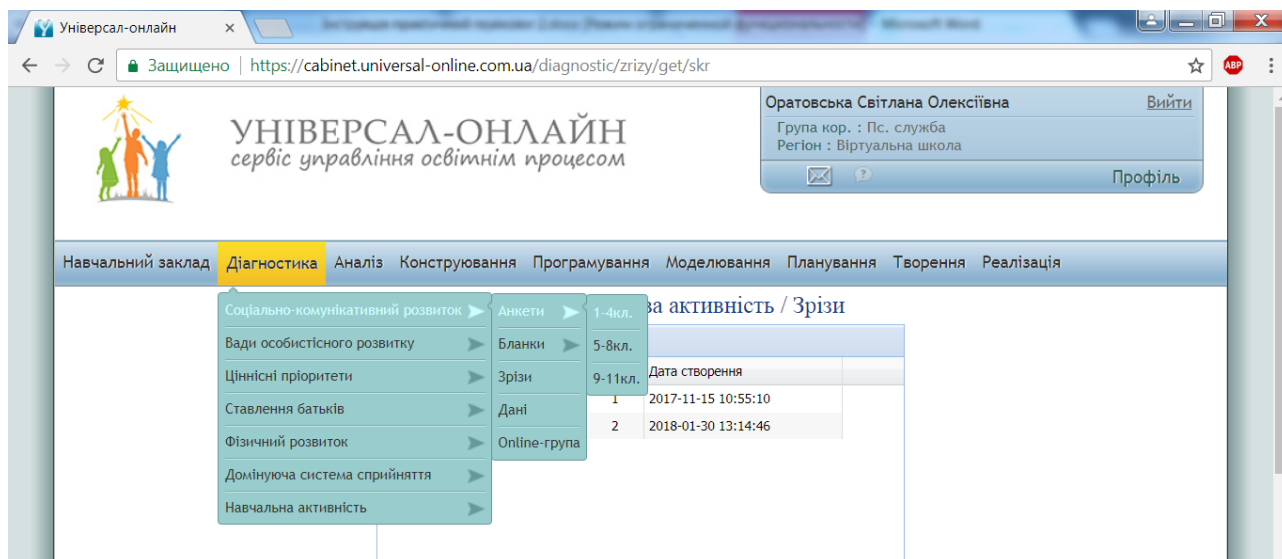 Універсал-онлайн
Защищено | https://cabinet.universal-online.com.ua/diagnostic/zrizy/get/skr
ABP
УНІВЕРСАЛ-ОНЛАЙН
сервіс управління освітнім процесом
Оратовська Світлана Олексіївна Вийти
Група кор. : Пс. служба
Регіон : Віртуальна школа
Профіль
Навчальний заклад Діагностика Аналіз Конструювання Програмування Моделювання Планування Творення Реалізація
активність / Зрізи
Соціально-комунікативний розвиток Анкети 1-4кл.
Вади особистісного розвитку Бланки 5-8кл.
Ціннісні пріоритети Зрізи 9-11кл. Дата створення
Ставлення батьків Дані 1 2017-11-15 10:55:10
Фізичний розвиток Online-група 2 2018-01-30 13:14:46
Домінуюча система сприйняття
Навчальна активність